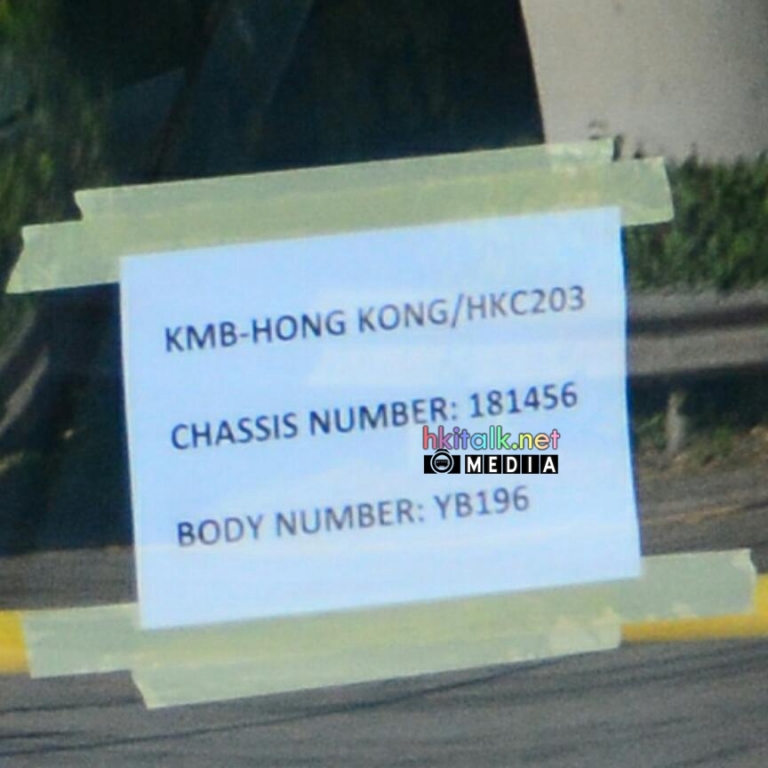 KMB-HONG KONG/HKC203
CHASSIS NUMBER: 181456
hkitalk.net
MEDIA
BODY NUMBER: YB196